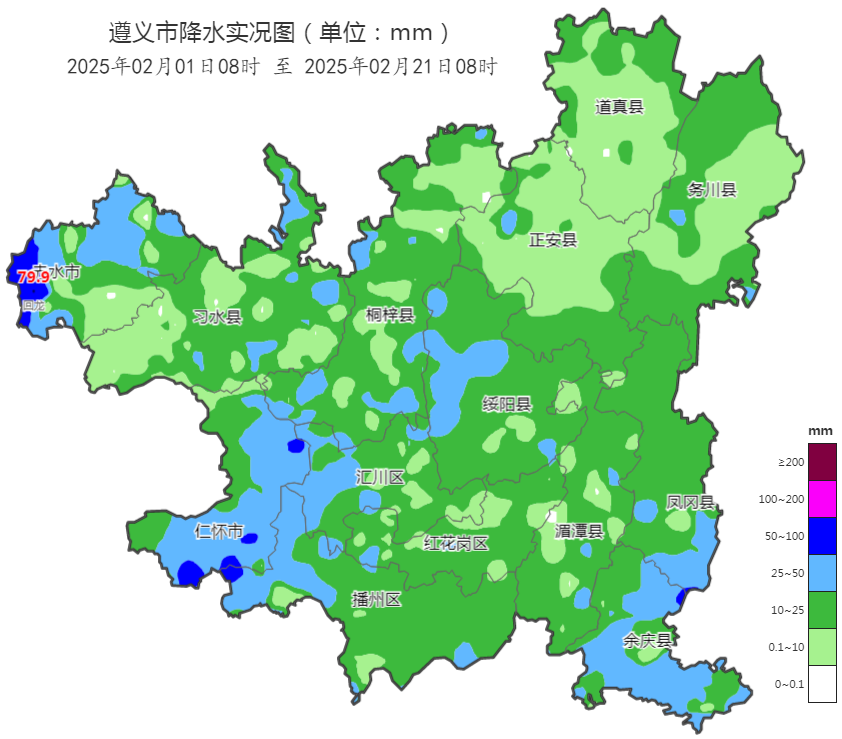 遵义市降水实况图（单位：mm）
2025年02月01日08时 至 2025年02月21日08时
道真县
务川县
正安县
赤水市
79.9
回龙
习水县
桐梓县
绥阳县
汇川区
凤冈县
仁怀市
红花岗区
湄潭县
播州区
余庆县
mm
≥200
100~200
50~100
25~50
10~25
0.1~10
0~0.1